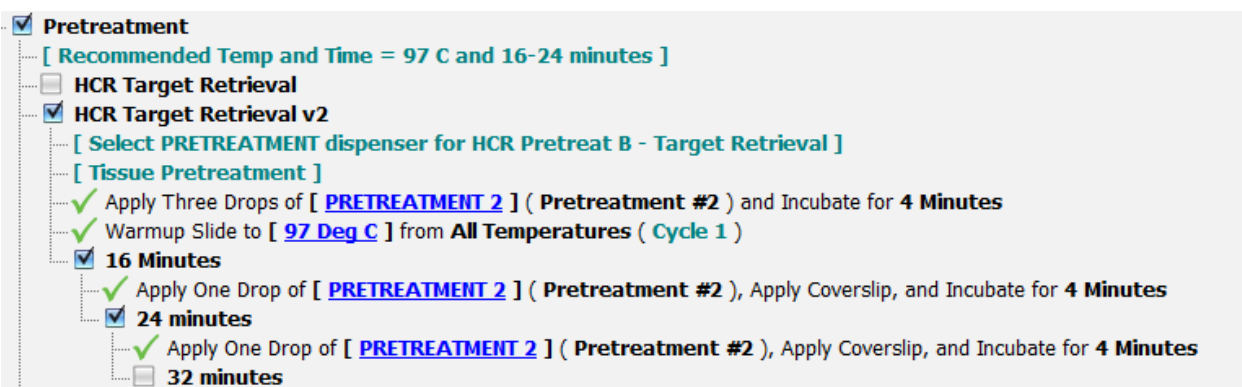 Pretreatment
[ Recommended Temp and Time = 97 C and 16-24 minutes ]
HCR Target Retrieval
HCR Target Retrieval v2
[ Select PRETREATMENT dispenser for HCR Pretreat B - Target Retrieval ]
[ Tissue Pretreatment ]
Apply Three Drops of [ PRETREATMENT 2 ] ( Pretreatment #2 ) and Incubate for 4 Minutes
Warmup Slide to [ 97 Deg C ] from All Temperatures ( Cycle 1 )
16 Minutes
Apply One Drop of [ PRETREATMENT 2 ] ( Pretreatment #2 ), Apply Coverslip, and Incubate for 4 Minutes
24 minutes
Apply One Drop of [ PRETREATMENT 2 ] ( Pretreatment #2 ), Apply Coverslip, and Incubate for 4 Minutes
32 minutes